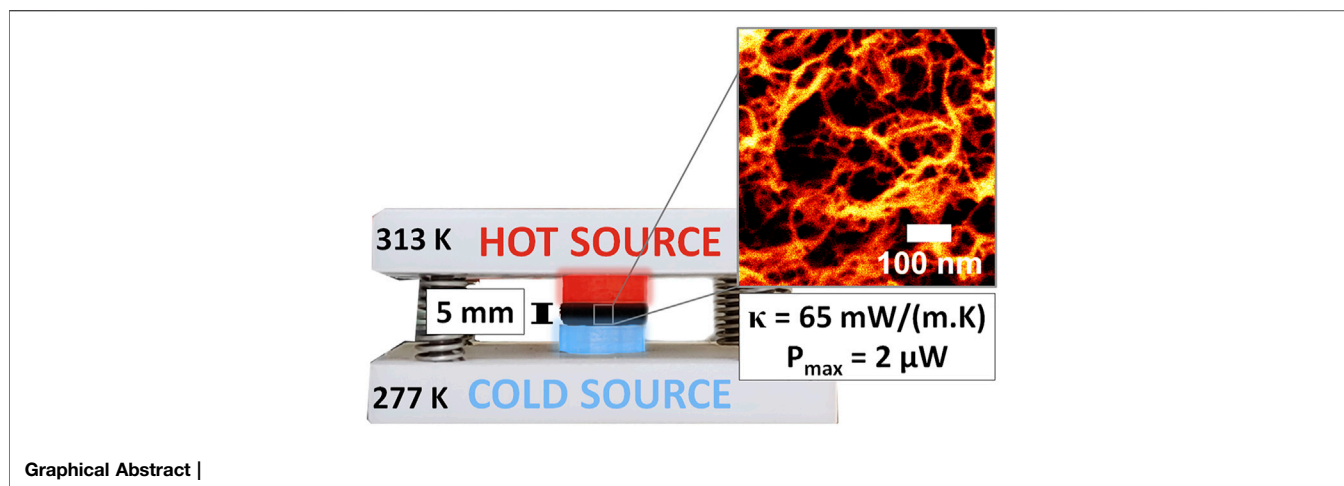 313 K HOT SOURCE
5 mm
277 K COLD SOURCE
100 nm
κ = 65 mW/(m.K)
Pmax = 2 μW
Graphical Abstract |